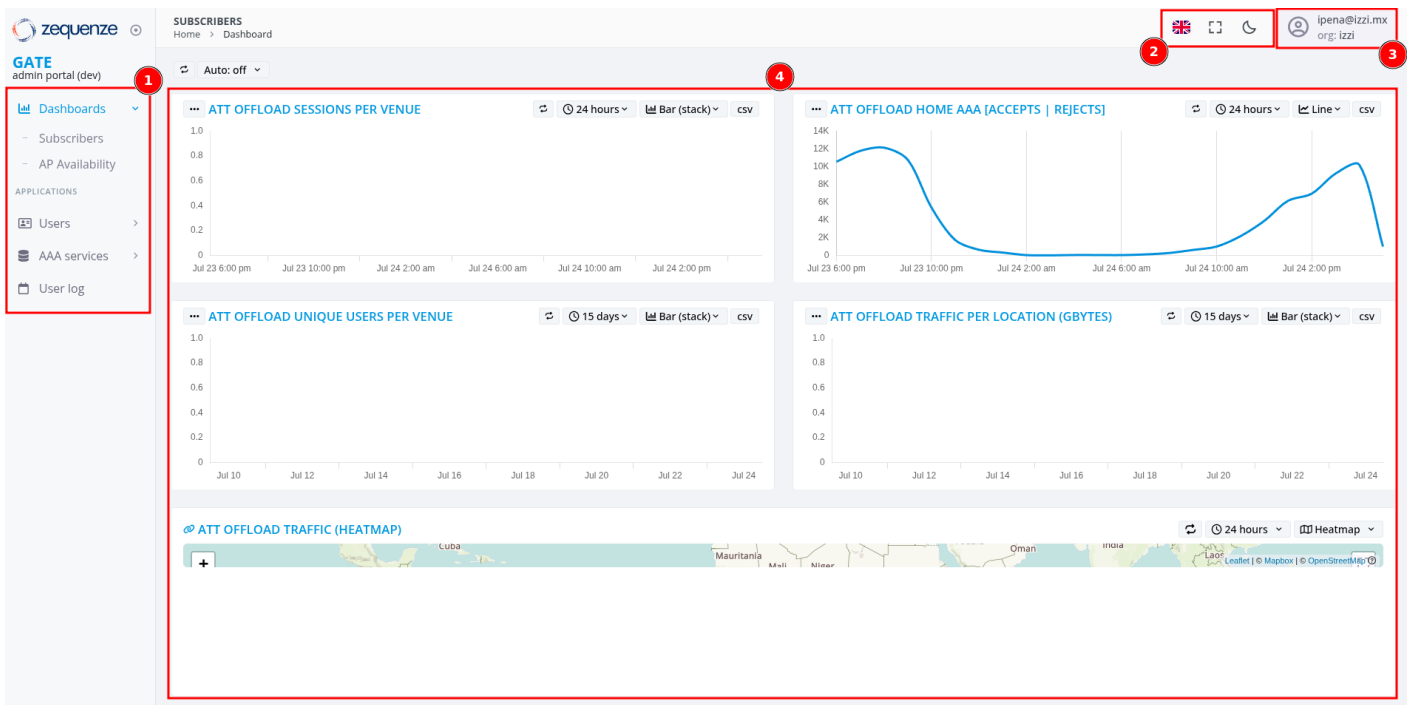 zequenze
GATE
admin portal (dev)
1
Dashboards
Subscribers
AP Availability
APPLICATIONS
Users
AAA services
User log
SUBSCRIBERS
Home > Dashboard
2
ipena@izzi.mx
org: izzi
3
Auto: off
4
ATT OFFLOAD SESSIONS PER VENUE
24 hours Bar (stack) csv
1.0
0.8
0.6
0.4
0.2
0
Jul 23 6:00 pm Jul 23 10:00 pm Jul 24 2:00 am Jul 24 6:00 am Jul 24 10:00 am Jul 24 2:00 pm
ATT OFFLOAD HOME AAA [ACCEPTS | REJECTS]
24 hours Line csv
14K
12K
10K
8K
6K
4K
2K
0
Jul 23 6:00 pm Jul 23 10:00 pm Jul 24 2:00 am Jul 24 6:00 am Jul 24 10:00 am Jul 24 2:00 pm
ATT OFFLOAD UNIQUE USERS PER VENUE
15 days Bar (stack) csv
1.0
0.8
0.6
0.4
0.2
0
Jul 10 Jul 12 Jul 14 Jul 16 Jul 18 Jul 20 Jul 22 Jul 24
ATT OFFLOAD TRAFFIC PER LOCATION (GBYTES)
15 days Bar (stack) csv
1.0
0.8
0.6
0.4
0.2
0
Jul 10 Jul 12 Jul 14 Jul 16 Jul 18 Jul 20 Jul 22 Jul 24
ATT OFFLOAD TRAFFIC (HEATMAP)
24 hours Heatmap
+
Cuba
Mauritania
Mali Niger
Oman
India
Laos
Leaflet | © Mapbox | © OpenStreetMap